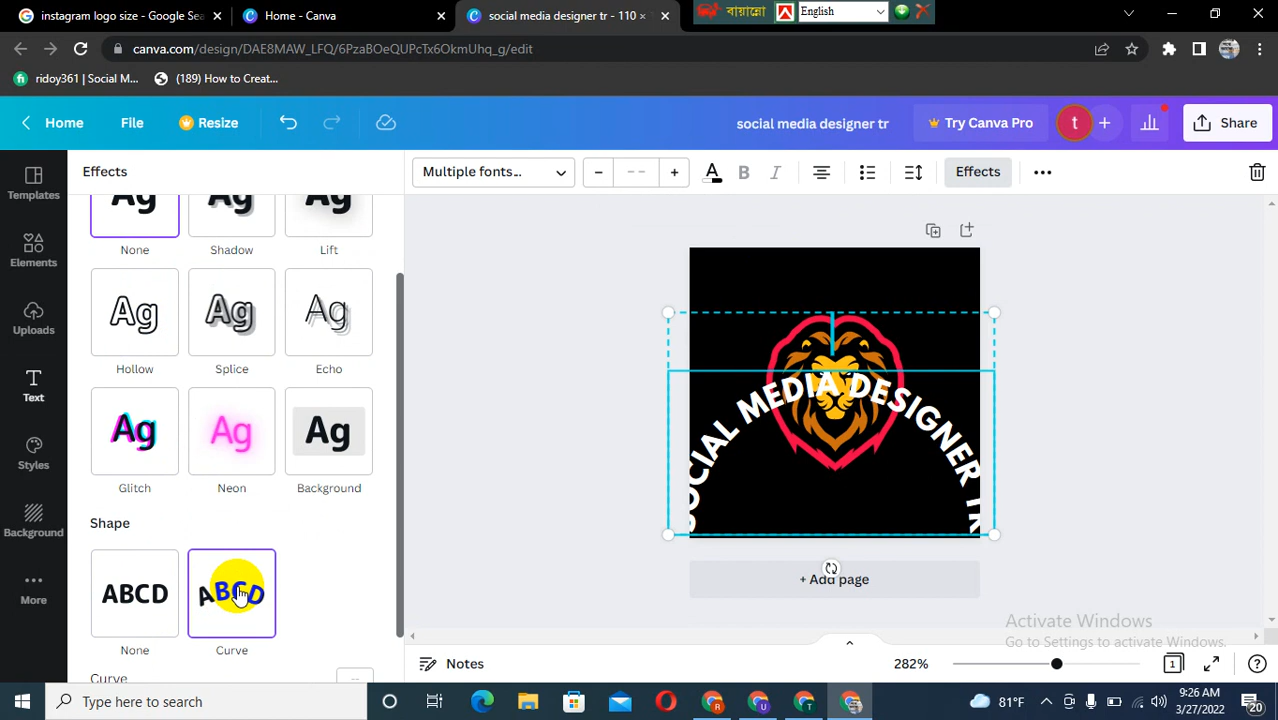 instagram logo size - Google S
Home - Canva
social media dsigner tr - 110 ×
বায়ান্নো
English
canva.com/design/DAE8MAW_LFQ/6PzaBOeQUPcTx6OkmUhq_g/edit
ridoy361 | Social M...
(189) How to Creat...
Home
File
Resize
social media designer tr
Try Canva Pro
t
Share
Templates
Elements
Uploads
Text
Styles
Background
More
Effects
Ag
None
Ag
Shadow
Ag
Lift
Ag
Hollow
Ag
Splice
Ag
Echo
Ag
Glitch
Ag
Neon
Ag
Background
Shape
ABCD
None
ABCD
Curve
Curve
--
Multiple fonts...
– -- +
A
B
I
Effects
SOCIAL MEDIA DESIGNER TR
+ Add page
Activate Windows
Go to Settings to activate Windows.
Notes
282%
1
Type here to search
81°F
9:26 AM
3/27/2022
20